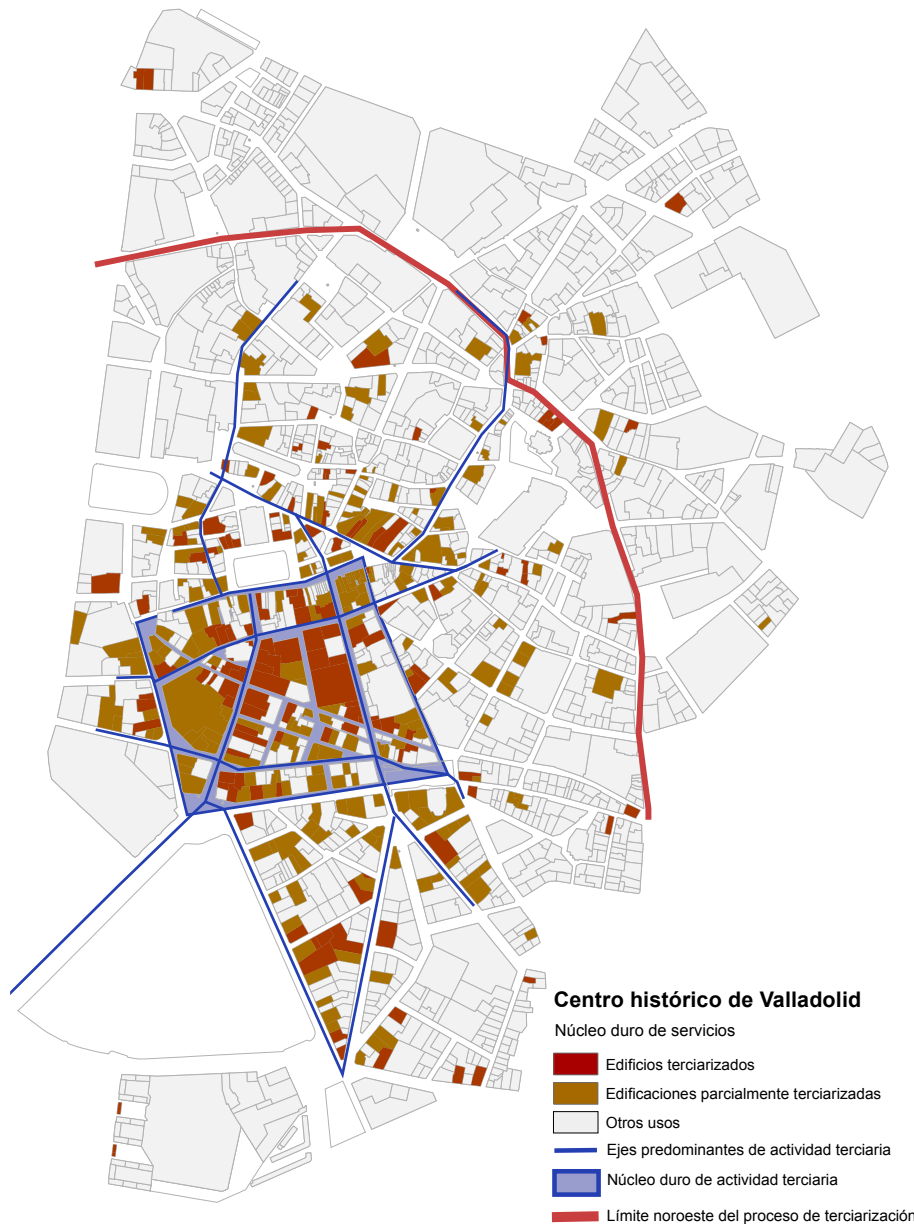 Centro histórico de Valladolid
Núcleo duro de servicios
Edificios terciarizados
Edificaciones parcialmente terciarizadas
Otros usos
Ejes predominantes de actividad terciaria
Núcleo duro de actividad terciaria
Límite noroeste del proceso de terciarización